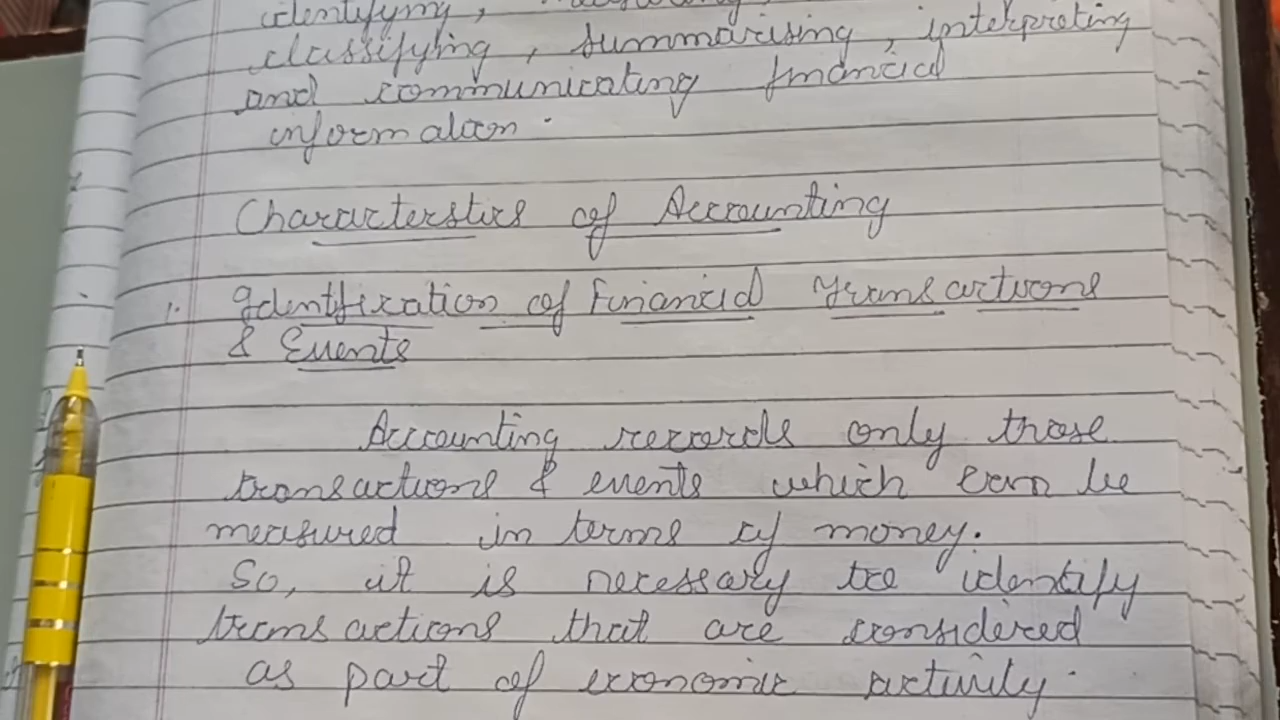 identifying,
classifying, summarising, interpreting
and communicating financial
information.
Characterstics of Accounting
1. Identification of Financial Transactions
& Events
Accounting records only those
transactions & events which can be
measured in terms of money.
So, it is necessary to identify
transactions that are considered
as part of economic activity.